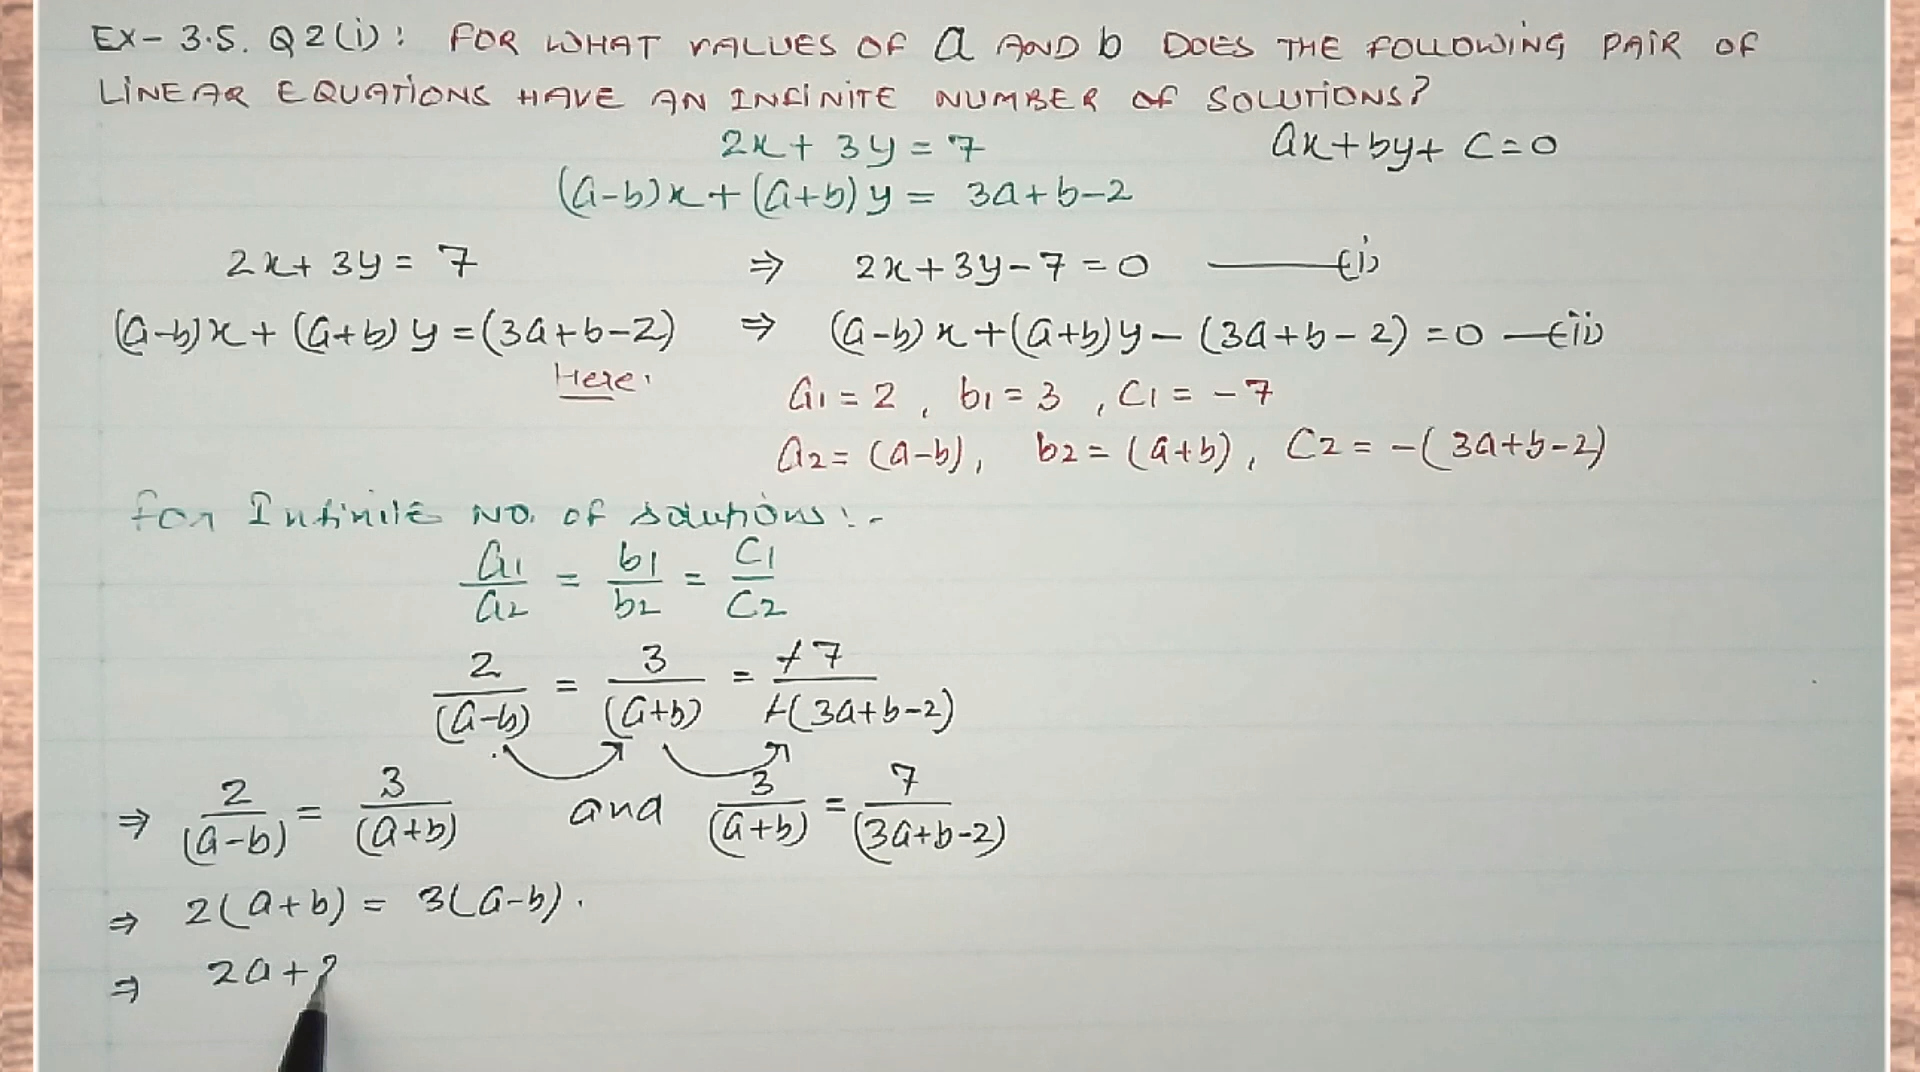 EX- 3.5. Q2(i): FOR WHAT VALUES OF a AND b DOES THE FOLLOWING PAIR OF
LINEAR EQUATIONS HAVE AN INFINITE NUMBER OF SOLUTIONS?
2x + 3y = 7 ax+by+c=0
(a-b)x+(a+b)y = 3a+b-2
2x+3y = 7 ⇒ 2x+3y-7=0 —(i)
(a-b)x+(a+b)y=(3a+b-2) ⇒ (a-b)x+(a+b)y-(3a+b-2)=0 —(ii)
Here.
a1=2, b1=3, c1=-7
a2=(a-b), b2=(a+b), c2=-(3a+b-2)
for Infinite NO. of solutions:-
a1/a2 = b1/b2 = c1/c2
2/(a-b) = 3/(a+b) = -7/-(3a+b-2)
⇒ 2/(a-b) = 3/(a+b) and 3/(a+b) = 7/(3a+b-2)
⇒ 2(a+b) = 3(a-b).
⇒ 2a+2